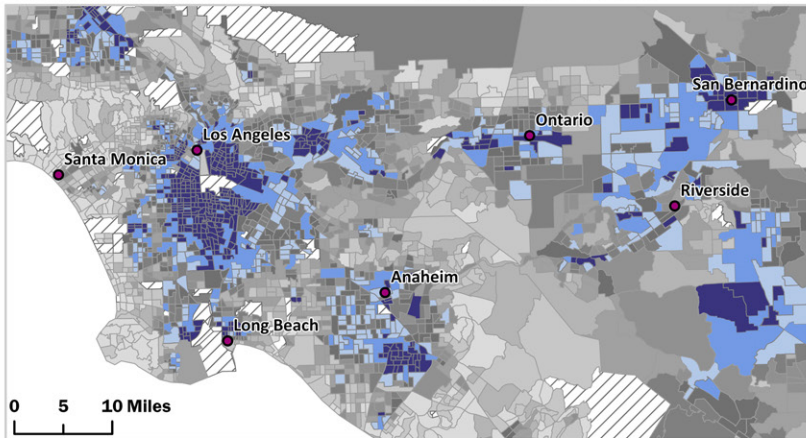 San Bernardino
Los Angeles
Ontario
Santa Monica
Riverside
Anaheim
Long Beach
0 5 10 Miles